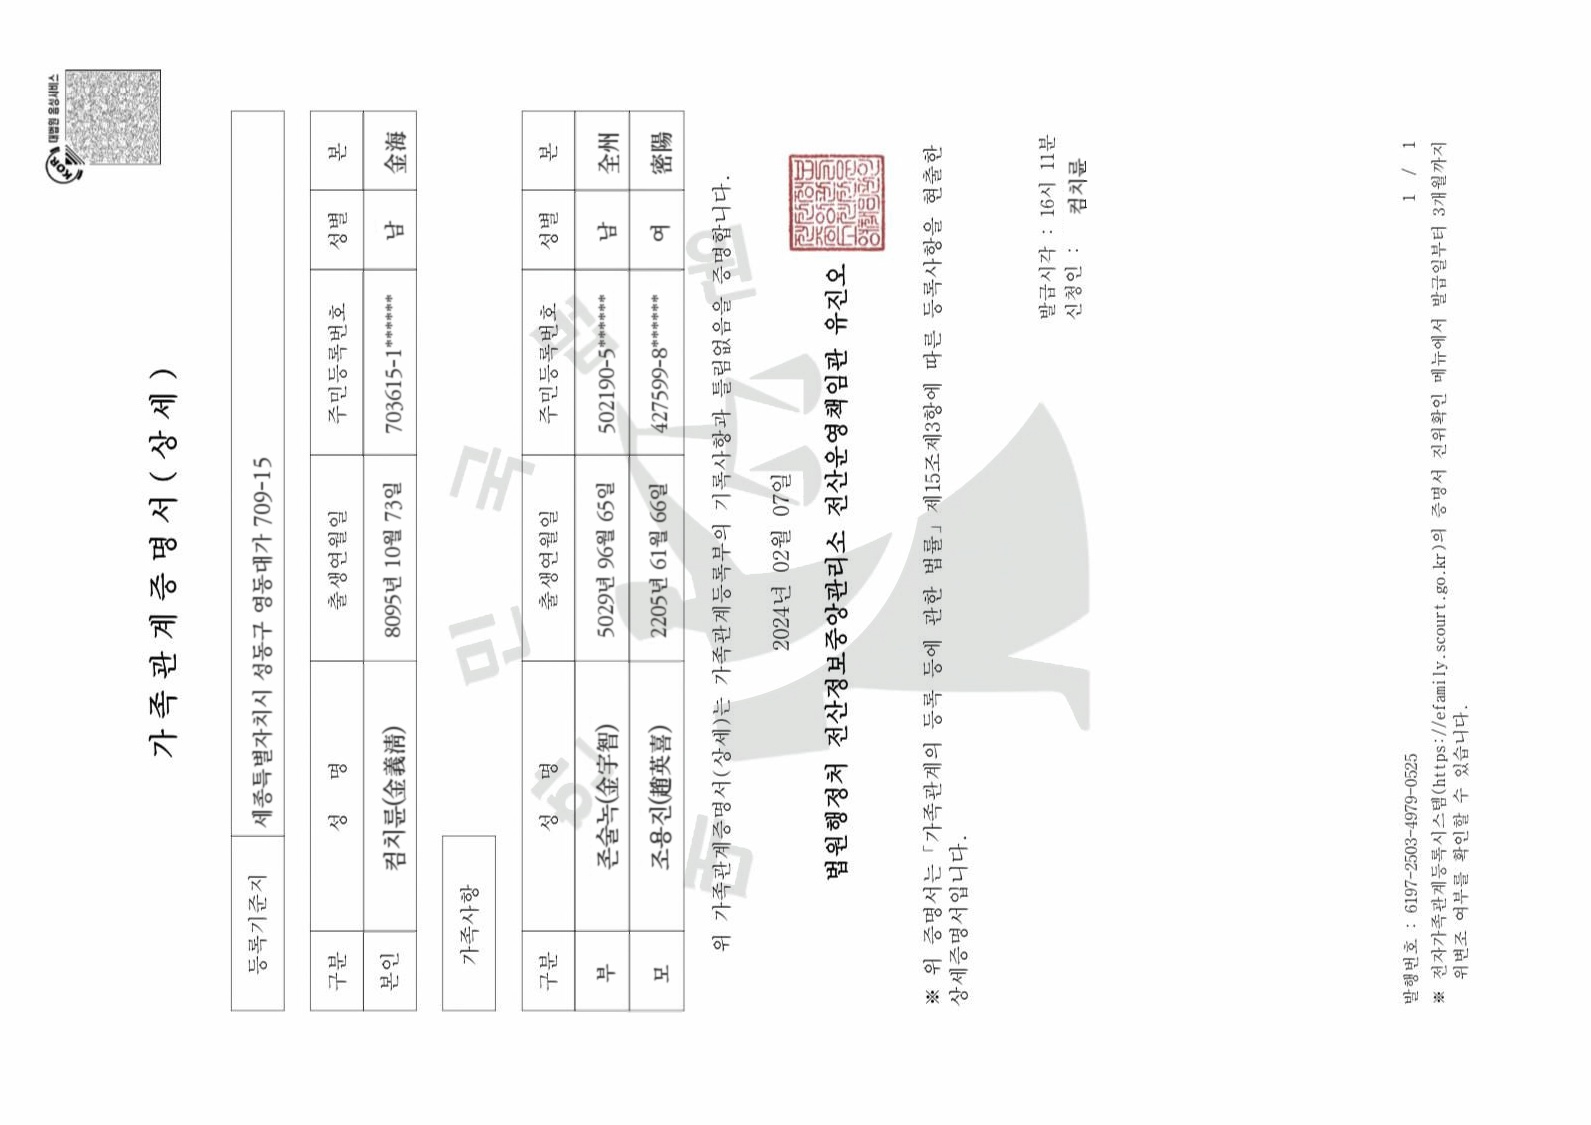 대법원 음성서비스
KOR
가족관계증명서(상세)
등록기준지 세종특별자치시 성동구 영동대가 709-15
구분 성 명 출생연월일 주민등록번호 성별 본
본인 컴치륜(金義淸) 8095년 10월 73일 703615-1****** 남 金海
가족사항
구분 성 명 출생연월일 주민등록번호 성별 본
부 존술녹(金宇智) 5029년 96월 65일 502190-5****** 남 全州
모 조용진(趙英喜) 2205년 61월 66일 427599-8****** 여 密陽
위 가족관계증명서(상세)는 가족관계등록부의 기록사항과 틀림없음을 증명합니다.
2024년 02월 07일
법원행정처 전산정보중앙관리소 전산운영책임관 유진오
※ 위 증명서는 「가족관계의 등록 등에 관한 법률」 제15조제3항에 따른 등록사항을 현출한
상세증명서입니다.
발급시각 : 16시 11분
신청인 : 컴치륜
발행번호 : 6197-2503-4979-0525 1 / 1
※ 전자가족관계등록시스템(https://efamily.scourt.go.kr)의 증명서 진위확인 메뉴에서 발급일부터 3개월까지
위변조 여부를 확인할 수 있습니다.